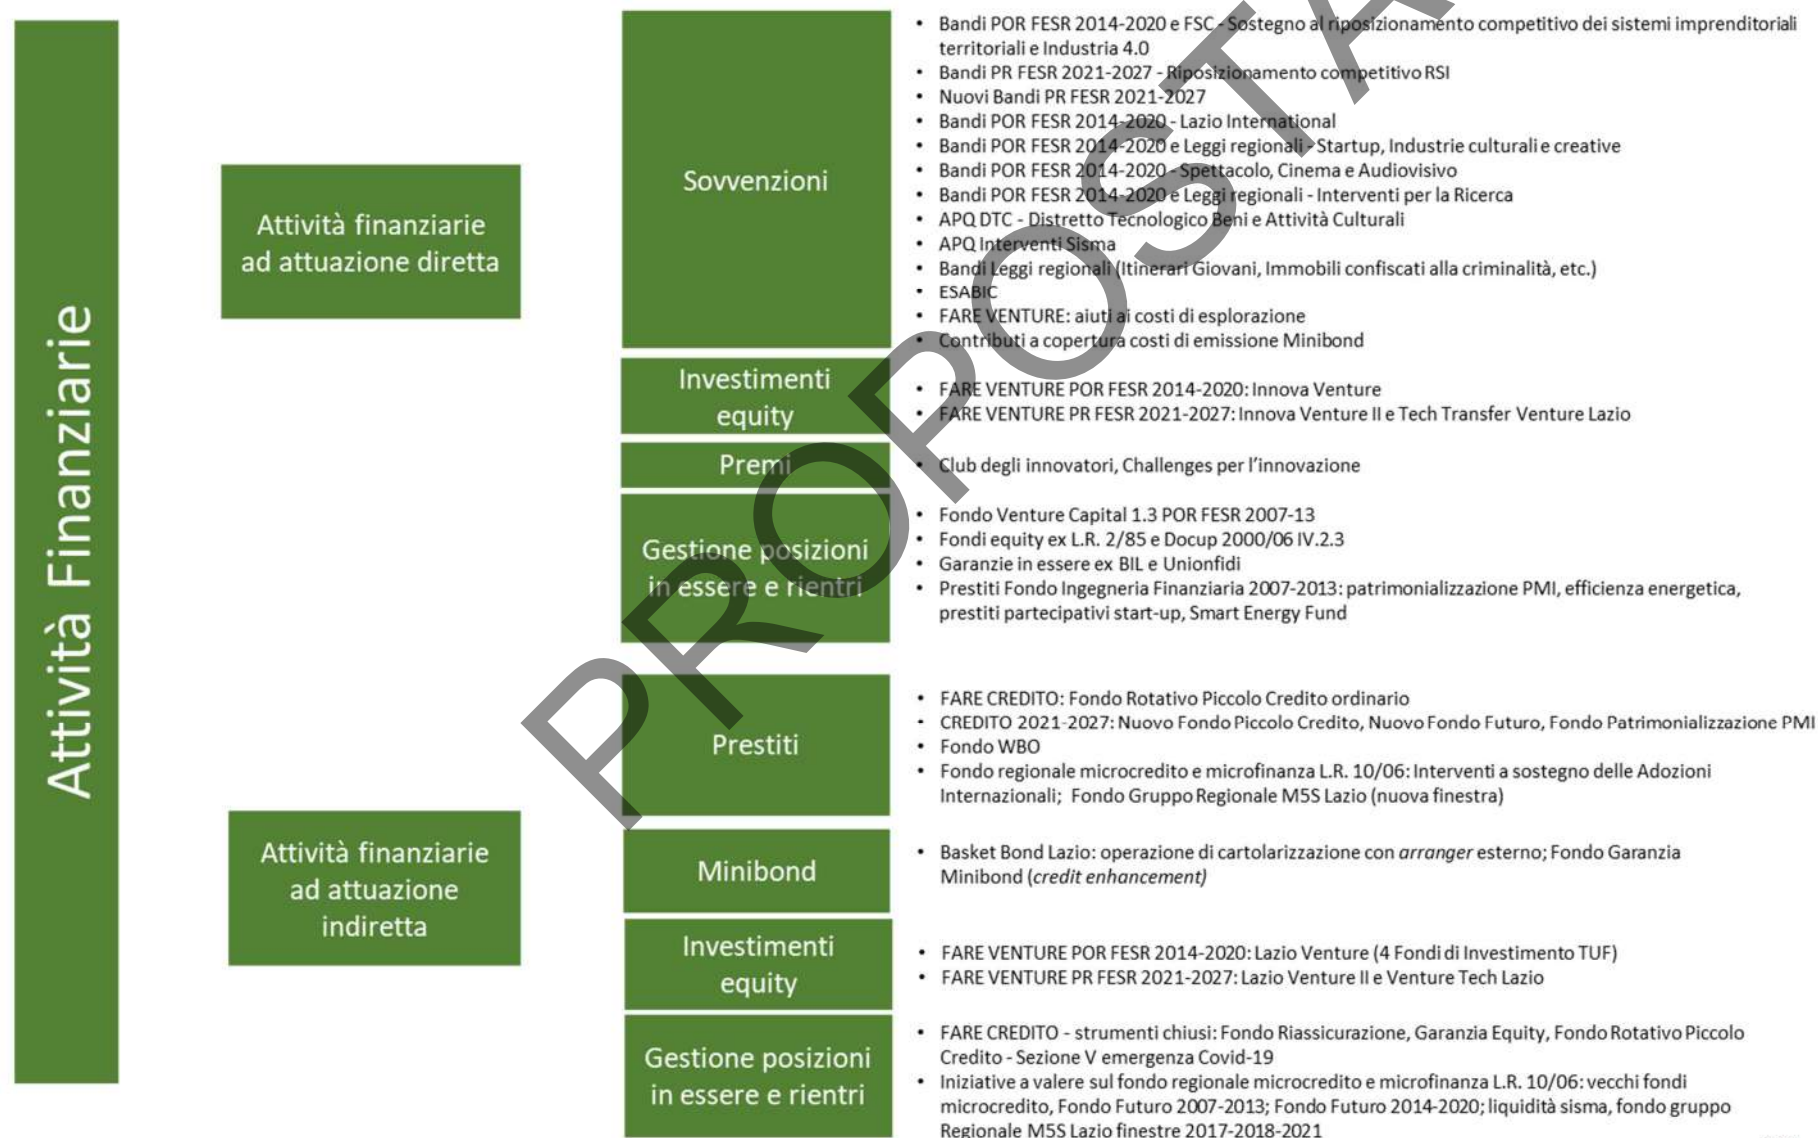 Attività Finanziarie
Attività finanziarie
ad attuazione diretta
Sovvenzioni
• Bandi POR FESR 2014-2020 e FSC - Sostegno al riposizionamento competitivo dei sistemi imprenditoriali
territoriali e Industria 4.0
• Bandi PR FESR 2021-2027 - Riposizionamento competitivo RSI
• Nuovi Bandi PR FESR 2021-2027
• Bandi POR FESR 2014-2020 - Lazio International
• Bandi POR FESR 2014-2020 e Leggi regionali - Startup, Industrie culturali e creative
• Bandi POR FESR 2014-2020 - Spettacolo, Cinema e Audiovisivo
• Bandi POR FESR 2014-2020 e Leggi regionali - Interventi per la Ricerca
• APQ DTC - Distretto Tecnologico Beni e Attività Culturali
• APQ Interventi Sisma
• Bandi Leggi regionali (Itinerari Giovani, Immobili confiscati alla criminalità, etc.)
• ESABIC
• FARE VENTURE: aiuti ai costi di esplorazione
• Contributi a copertura costi di emissione Minibond
Investimenti
equity
• FARE VENTURE POR FESR 2014-2020: Innova Venture
• FARE VENTURE PR FESR 2021-2027: Innova Venture II e Tech Transfer Venture Lazio
Premi
• Club degli innovatori, Challenges per l'innovazione
Gestione posizioni
in essere e rientri
• Fondo Venture Capital 1.3 POR FESR 2007-13
• Fondi equity ex L.R. 2/85 e Docup 2000/06 IV.2.3
• Garanzie in essere ex BIL e Unionfidi
• Prestiti Fondo Ingegneria Finanziaria 2007-2013: patrimonializzazione PMI, efficienza energetica,
prestiti partecipativi start-up, Smart Energy Fund
Attività finanziarie
ad attuazione
indiretta
Prestiti
• FARE CREDITO: Fondo Rotativo Piccolo Credito ordinario
• CREDITO 2021-2027: Nuovo Fondo Piccolo Credito, Nuovo Fondo Futuro, Fondo Patrimonializzazione PMI
• Fondo WBO
• Fondo regionale microcredito e microfinanza L.R. 10/06: Interventi a sostegno delle Adozioni
Internazionali; Fondo Gruppo Regionale M5S Lazio (nuova finestra)
Minibond
• Basket Bond Lazio: operazione di cartolarizzazione con arranger esterno; Fondo Garanzia
Minibond (credit enhancement)
Investimenti
equity
• FARE VENTURE POR FESR 2014-2020: Lazio Venture (4 Fondi di Investimento TUF)
• FARE VENTURE PR FESR 2021-2027: Lazio Venture II e Venture Tech Lazio
Gestione posizioni
in essere e rientri
• FARE CREDITO - strumenti chiusi: Fondo Riassicurazione, Garanzia Equity, Fondo Rotativo Piccolo
Credito - Sezione V emergenza Covid-19
• Iniziative a valere sul fondo regionale microcredito e microfinanza L.R. 10/06: vecchi fondi
microcredito, Fondo Futuro 2007-2013; Fondo Futuro 2014-2020; liquidità sisma, fondo gruppo
Regionale M5S Lazio finestre 2017-2018-2021
PROPOSTA